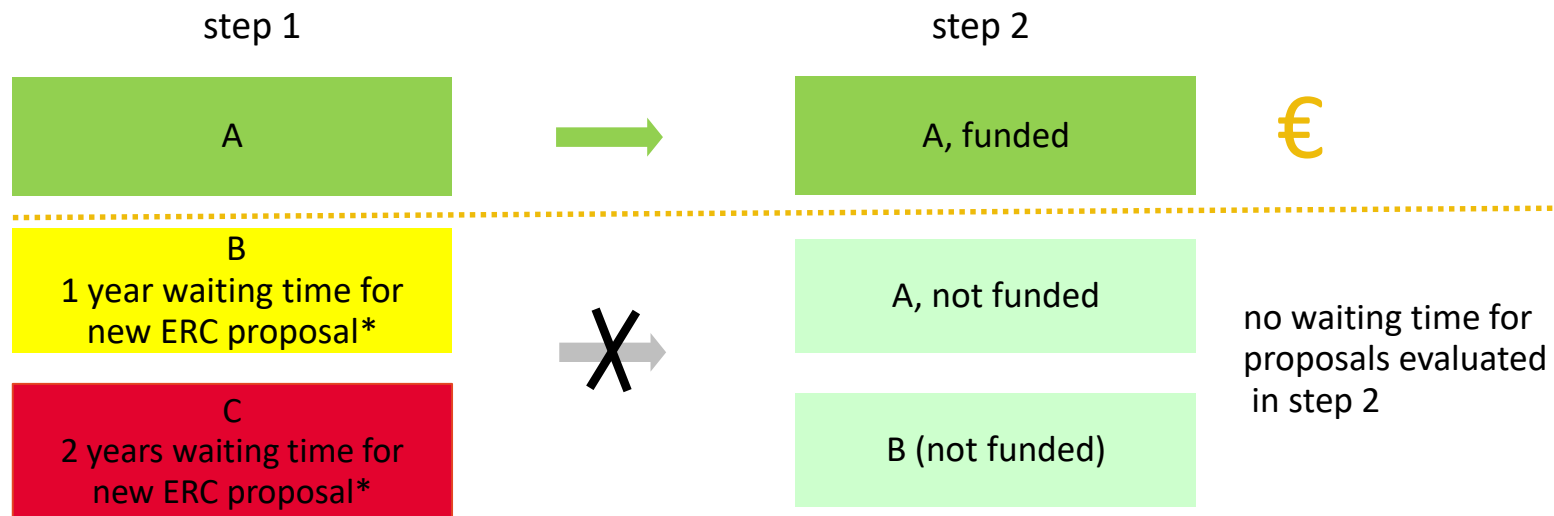 step 1
step 2
A
A, funded
€
B
1 year waiting time for
new ERC proposal*
A, not funded
no waiting time for
proposals evaluated
in step 2
C
2 years waiting time for
new ERC proposal*
B (not funded)